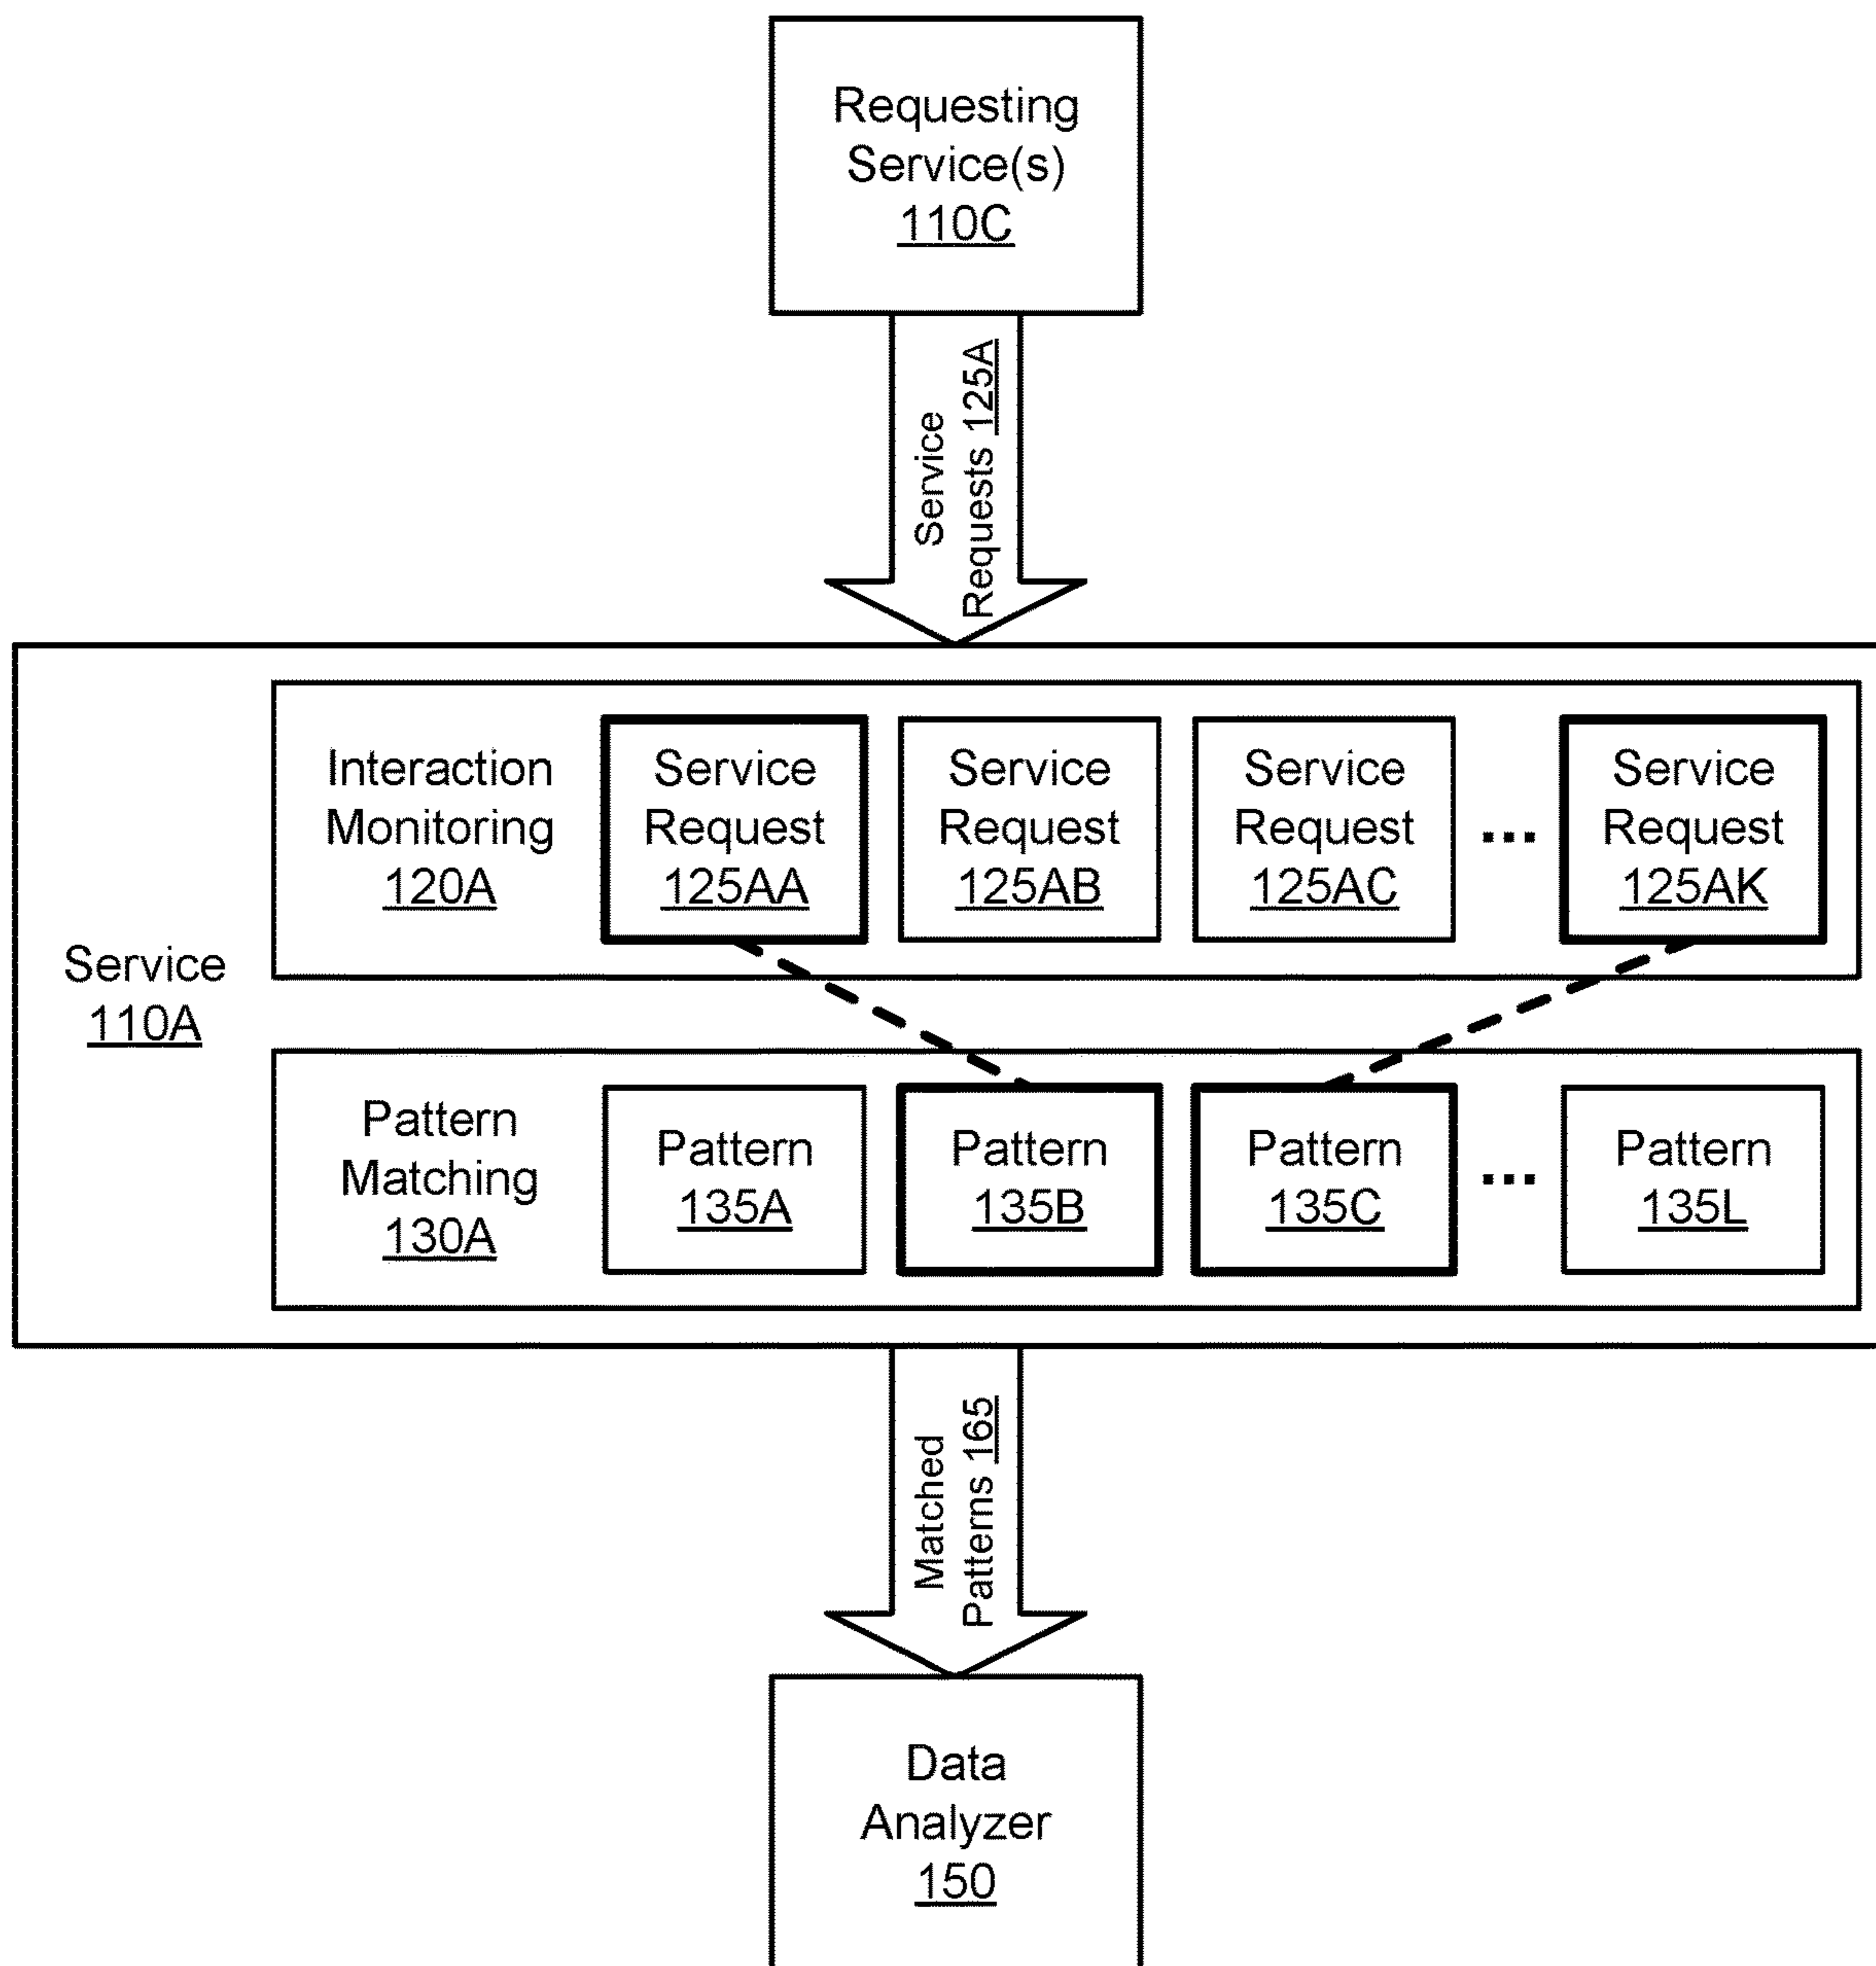 Requesting
Service(s)
110C
Service
Requests 125A
Service
110A
Interaction
Monitoring
120A
Service
Request
125AA
Service
Request
125AB
Service
Request
125AC
...
Service
Request
125AK
Pattern
Matching
130A
Pattern
135A
Pattern
135B
Pattern
135C
...
Pattern
135L
Matched
Patterns 165
Data
Analyzer
150